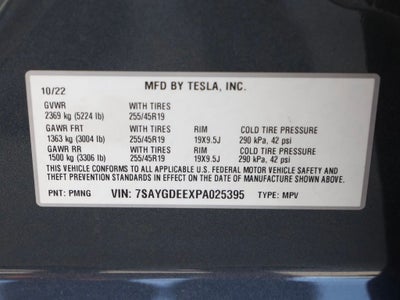 MFD BY TESLA, INC.
10/22
GVWR WITH TIRES
2369 kg (5224 lb) 255/45R19
GAWR FRT WITH TIRES RIM COLD TIRE PRESSURE
1363 kg (3004 lb) 255/45R19 19X9.5J 290 kPa, 42 psi
GAWR RR WITH TIRES RIM COLD TIRE PRESSURE
1500 kg (3306 lb) 255/45R19 19X9.5J 290 kPa, 42 psi
THIS VEHICLE CONFORMS TO ALL APPLICABLE U.S. FEDERAL MOTOR VEHICLE SAFETY AND
THEFT PREVENTION STANDARDS IN EFFECT ON THE DATE OF MANUFACTURE SHOWN ABOVE.
PNT: PMNG VIN: 7SAYGDEEXPA025395 TYPE: MPV